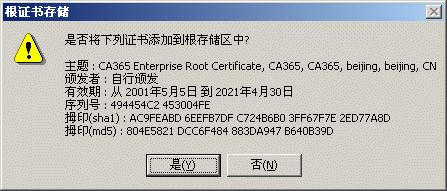 根证书存储
是否将下列证书添加到根存储区中?
主题 : CA365 Enterprise Root Certificate, CA365, CA365, beijing, beijing, CN
颁发者 : 自行颁发
有效期 : 从 2001年5月5日 到 2021年4月30日
序列号 : 494454C2 453004FE
拇印(sha1) : AC9FEABD 6EEFB7DF C724B6B0 3FF67F7E 2ED77A8D
拇印(md5) : 804E5821 DCC6F484 883DA947 B640B39D
是(Y)
否(N)